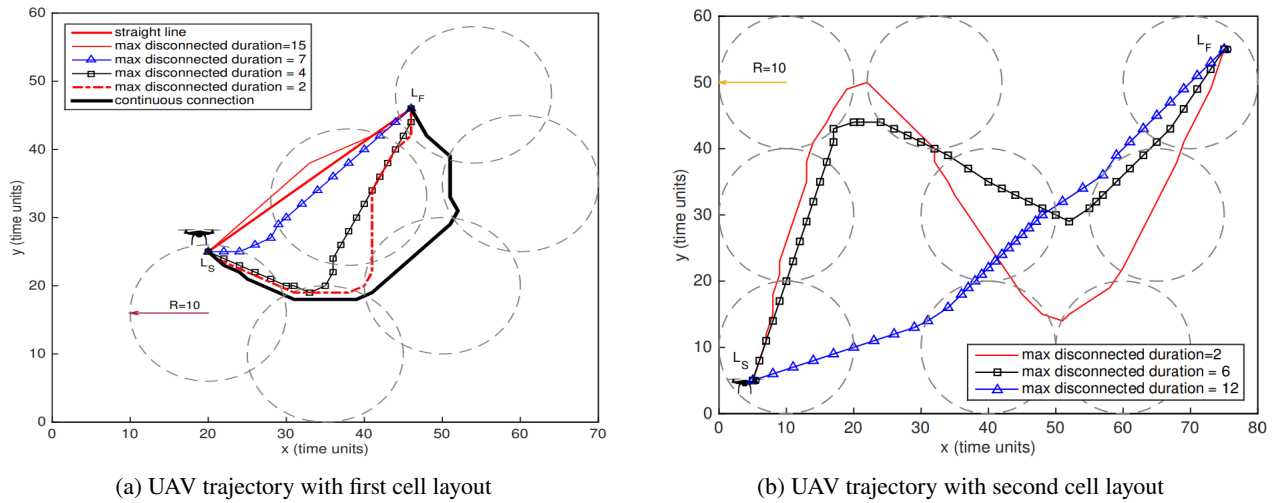 60
50
40
30
20
10
0
y (time units)
straight line
max disconnected duration=15
max disconnected duration = 7
max disconnected duration = 4
max disconnected duration = 2
continuous connection
L_F
L_S
R=10
0 10 20 30 40 50 60 70
x (time units)
(a) UAV trajectory with first cell layout
60
50
40
30
20
10
0
y (time units)
R=10
L_F
L_S
max disconnected duration=2
max disconnected duration = 6
max disconnected duration = 12
0 10 20 30 40 50 60 70 80
x (time units)
(b) UAV trajectory with second cell layout